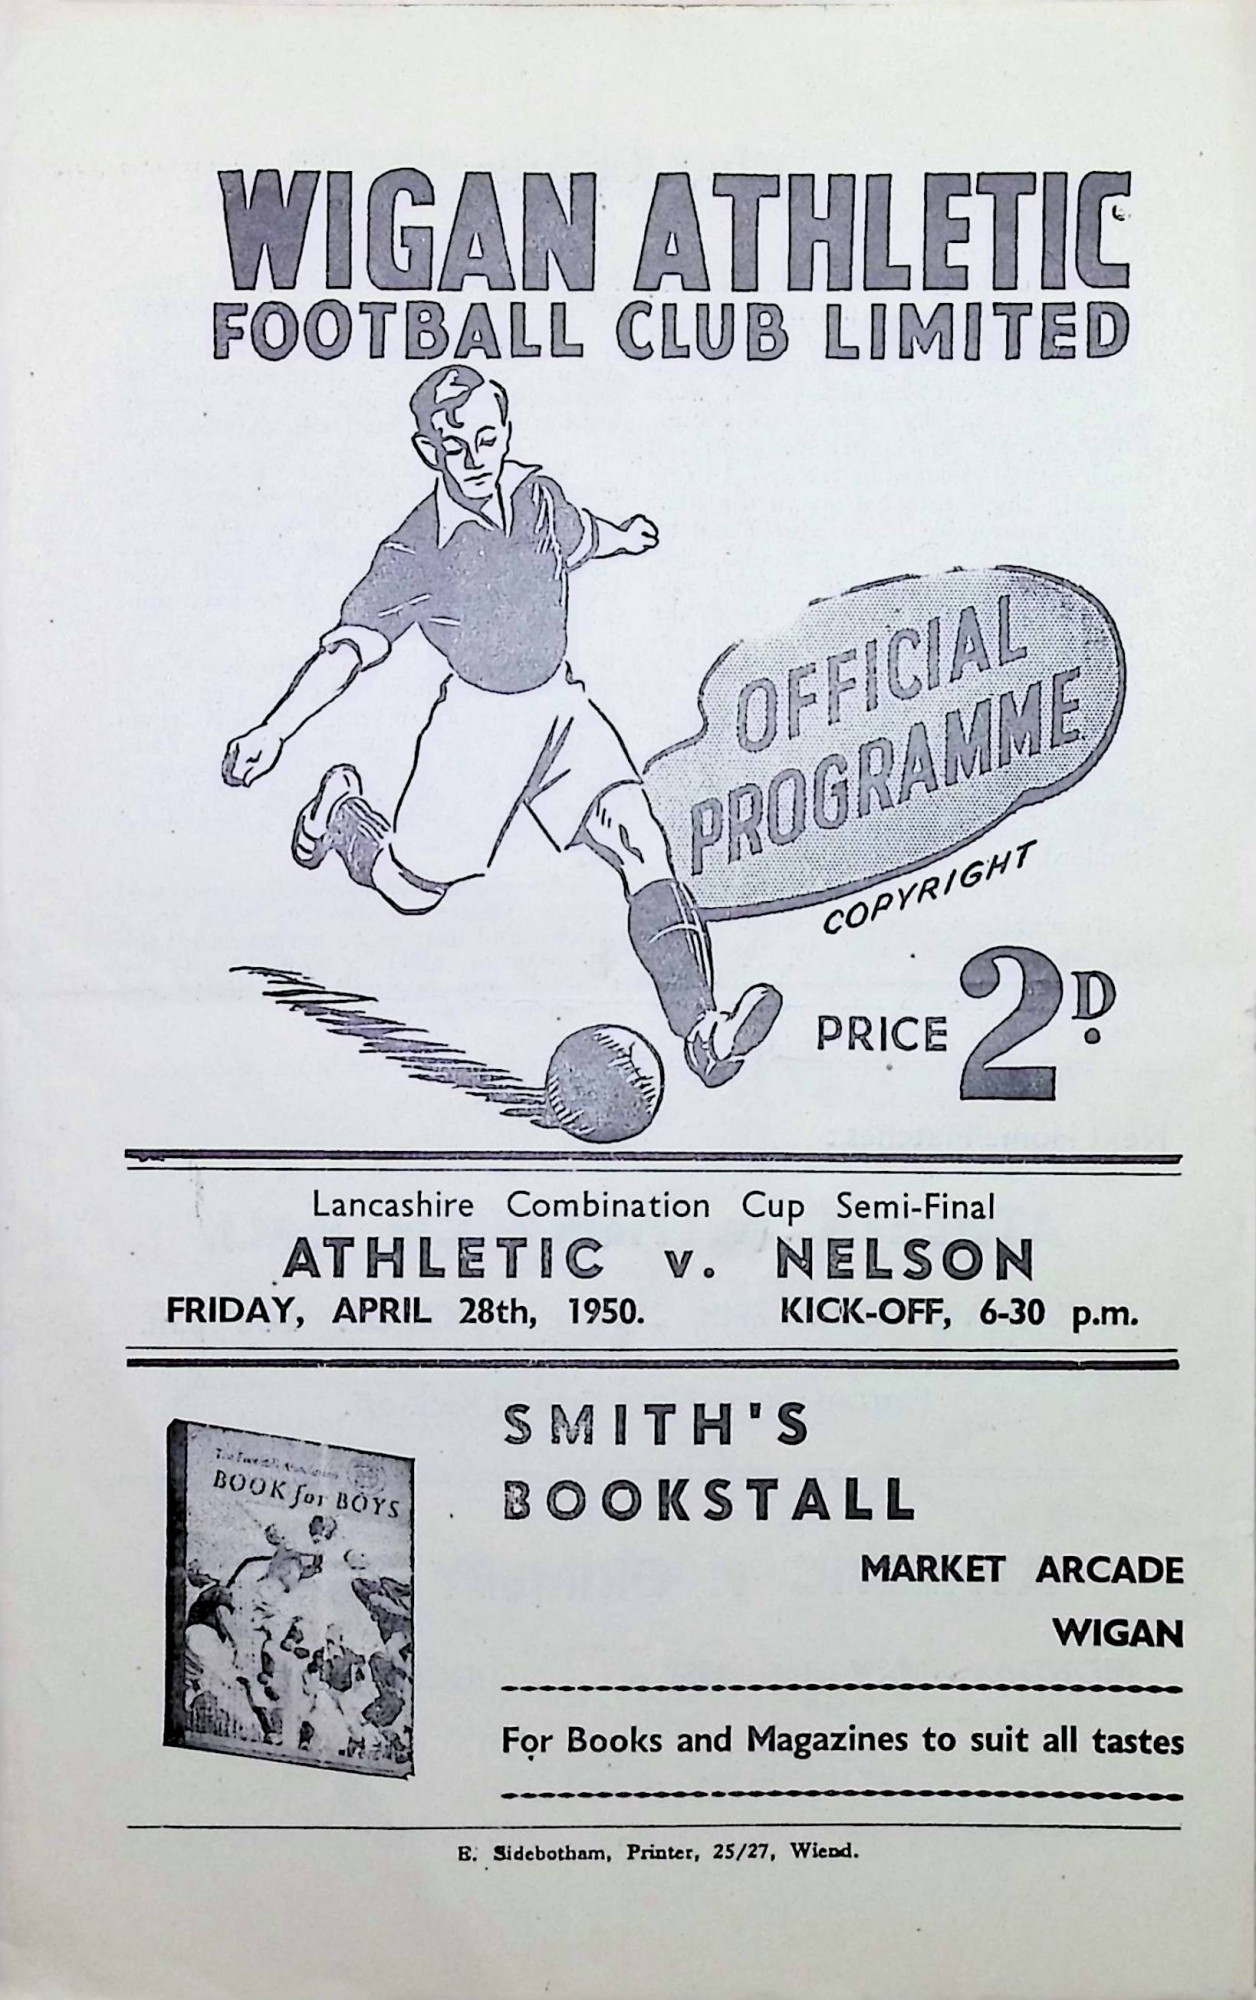 WIGAN ATHLETIC
FOOTBALL CLUB LIMITED
OFFICIAL
PROGRAMME
COPYRIGHT
PRICE 2D.
Lancashire Combination Cup Semi-Final
ATHLETIC v. NELSON
FRIDAY, APRIL 28th, 1950. KICK-OFF, 6-30 p.m.
SMITH'S
BOOKSTALL
BOOK for BOYS
MARKET ARCADE
WIGAN
For Books and Magazines to suit all tastes
E. Sidebotham, Printer, 25/27, Wiend.